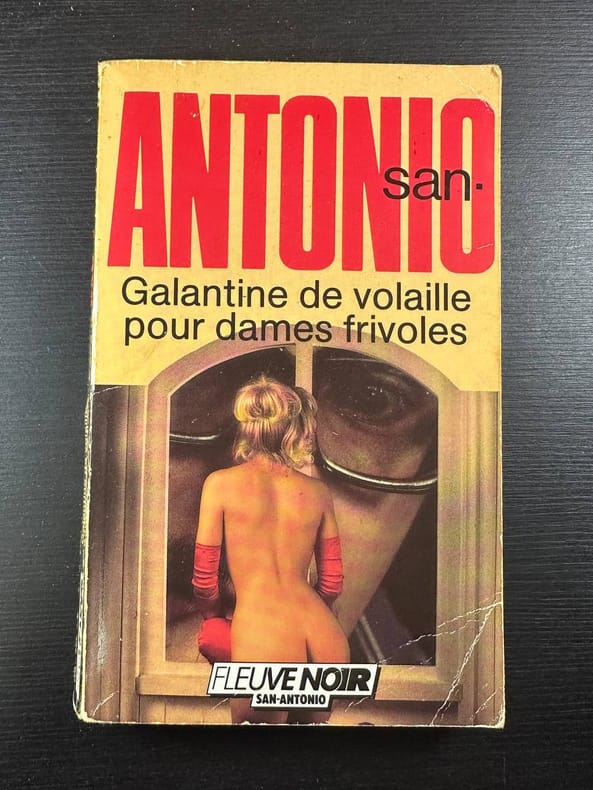 san-
ANTONIO
Galantine de volaille
pour dames frivoles
FLEUVE NOIR
SAN-ANTONIO